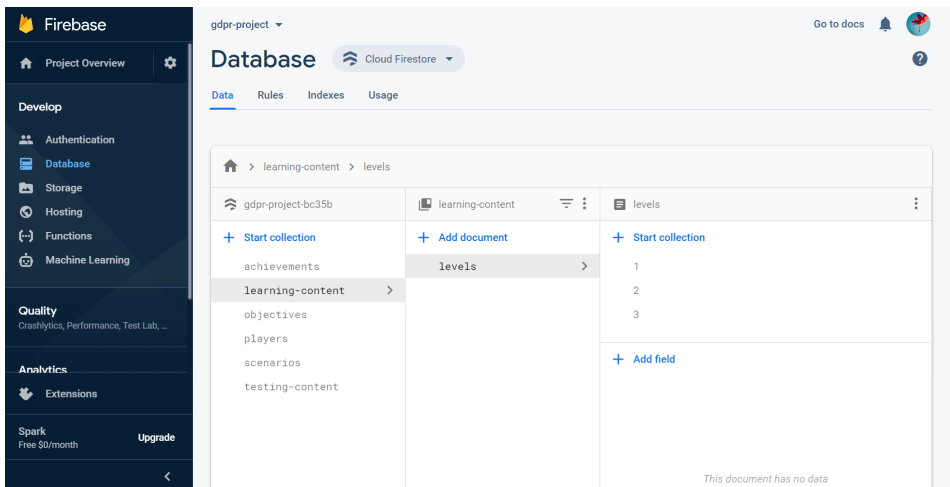 Firebase
Project Overview
Develop
Authentication
Database
Storage
Hosting
Functions
Machine Learning
Quality
Crashlytics, Performance, Test Lab, ...
Analytics
Extensions
Spark
Free $0/month
Upgrade
gdpr-project
Go to docs
Database
Cloud Firestore
Data Rules Indexes Usage
learning-content > levels
gdpr-project-bc35b
Start collection
achievements
learning-content
objectives
players
scenarios
testing-content
learning-content
Add document
levels
levels
Start collection
1
2
3
Add field
This document has no data